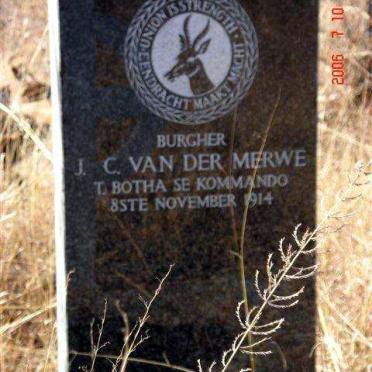 UNION IS STRENGTH
EENDRACHT MAAKT MACHT
BURGHER
J. C. VAN DER MERWE
T. BOTHA SE KOMMANDO
8STE NOVEMBER 1914
2006 7 10